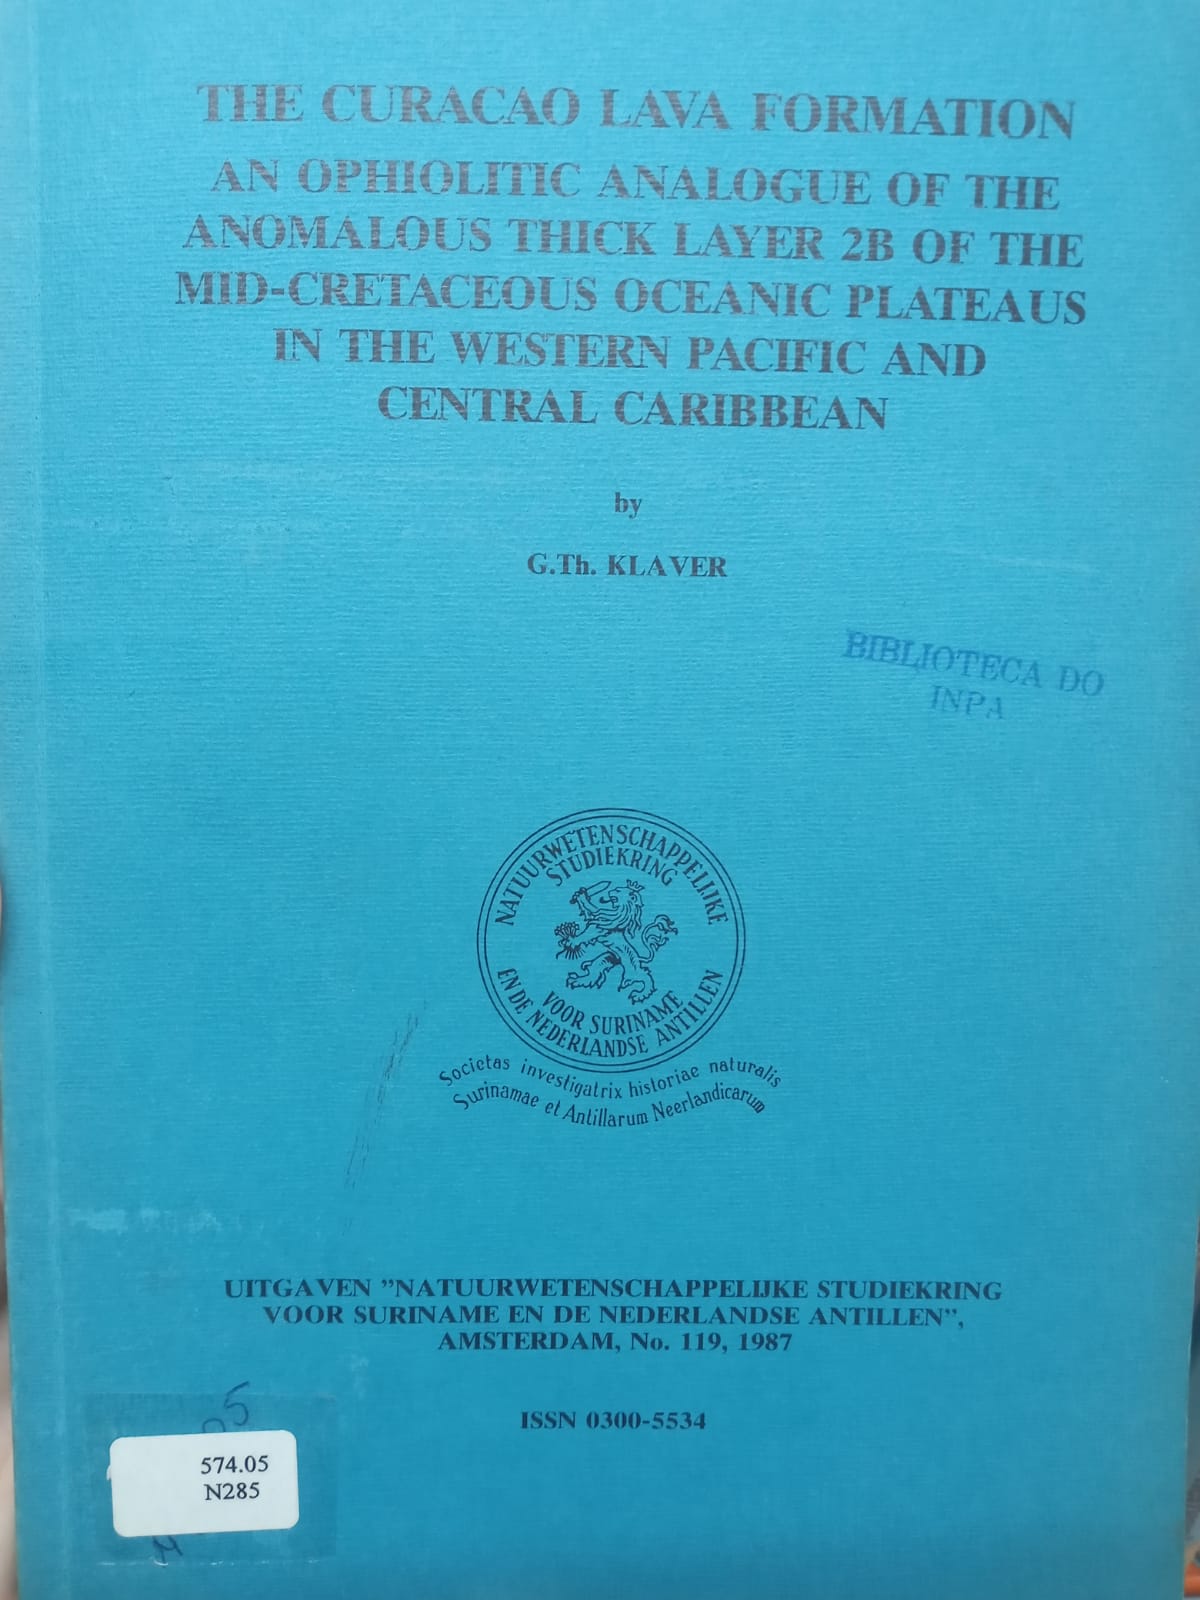 THE CURACAO LAVA FORMATION
AN OPHIOLITIC ANALOGUE OF THE
ANOMALOUS THICK LAYER 2B OF THE
MID-CRETACEOUS OCEANIC PLATEAUS
IN THE WESTERN PACIFIC AND
CENTRAL CARIBBEAN
by
G.Th. KLAVER
BIBLIOTECA DO
INPA
NATUURWETENSCHAPPELIJKE
STUDIEKRING
VOOR SURINAME
EN DE NEDERLANDSE ANTILLEN
Societas investigatrix historiae naturalis
Surinamae et Antillarum Neerlandicarum
UITGAVEN "NATUURWETENSCHAPPELIJKE STUDIEKRING
VOOR SURINAME EN DE NEDERLANDSE ANTILLEN",
AMSTERDAM, No. 119, 1987
ISSN 0300-5534
574.05
N285